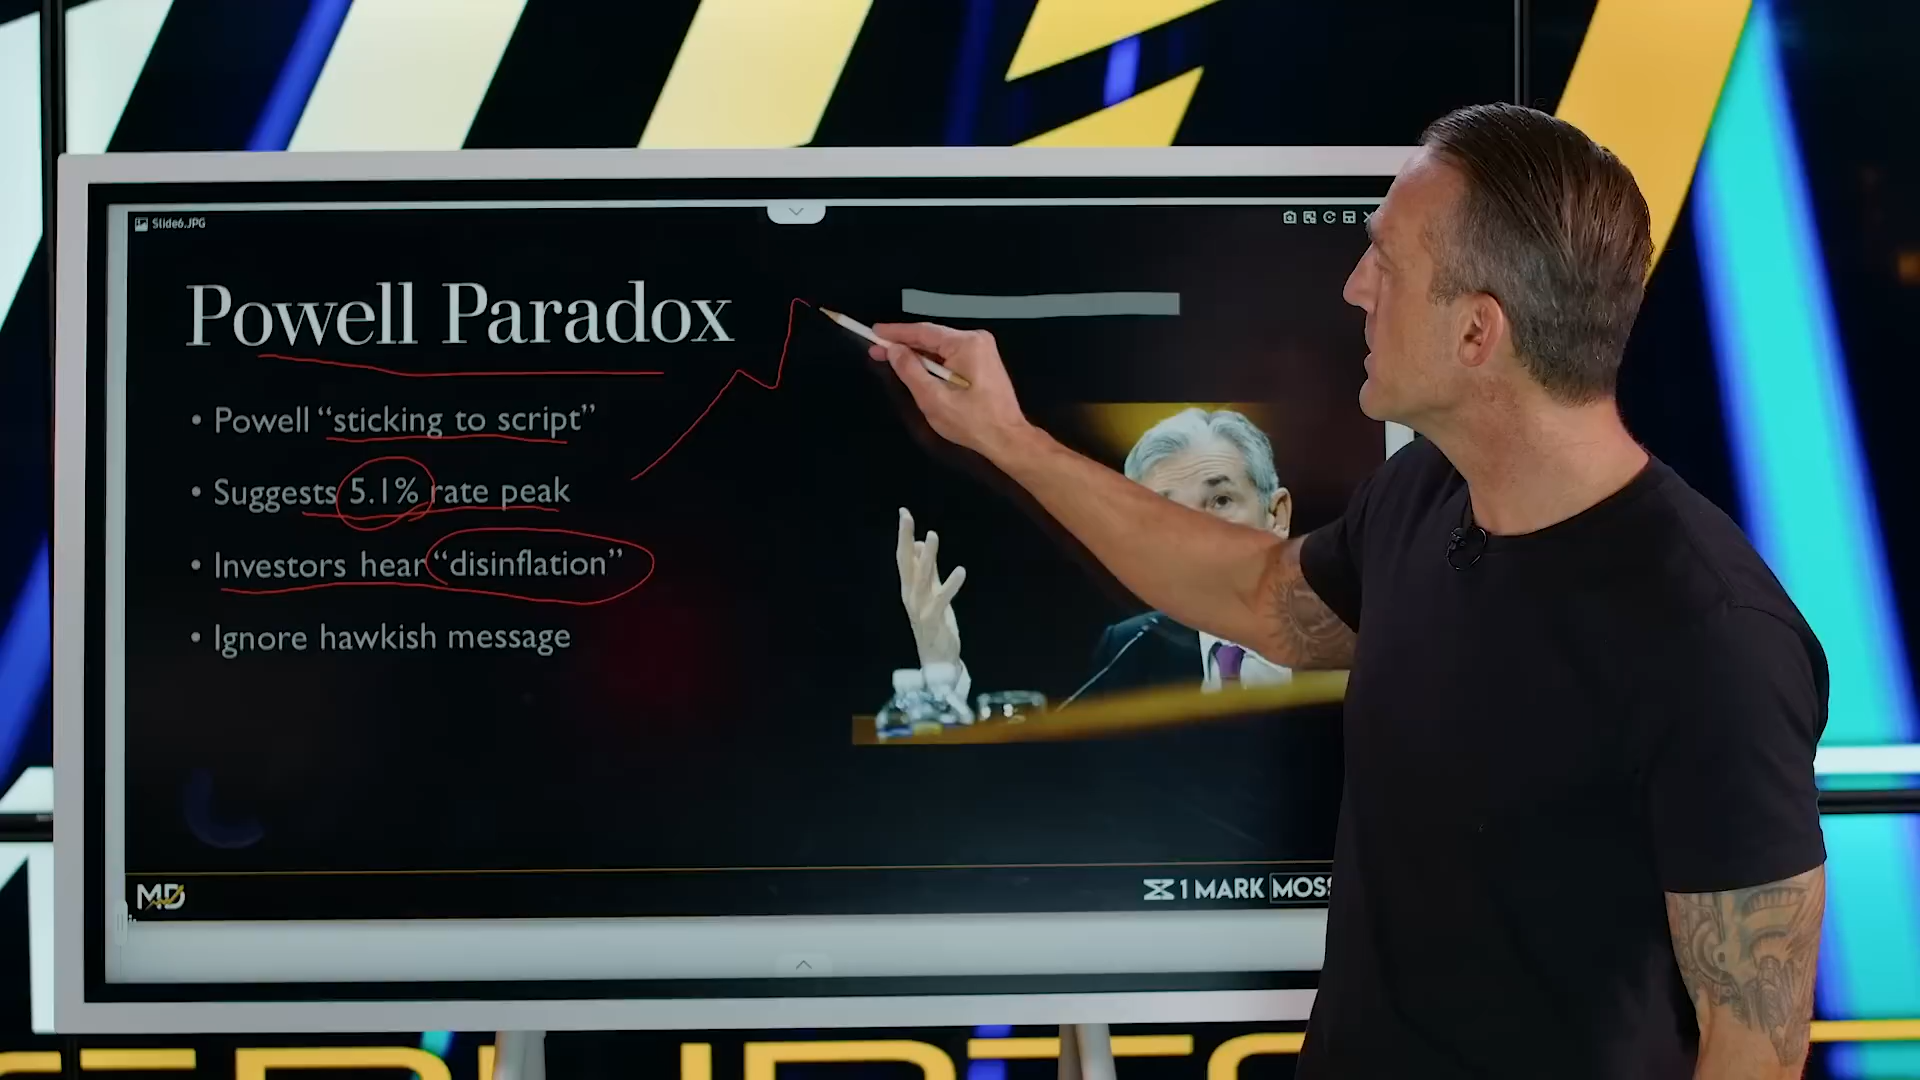 Slide6.JPG
Powell Paradox
• Powell “sticking to script”
• Suggests 5.1% rate peak
• Investors hear “disinflation”
• Ignore hawkish message
MD
1 MARK MOSS